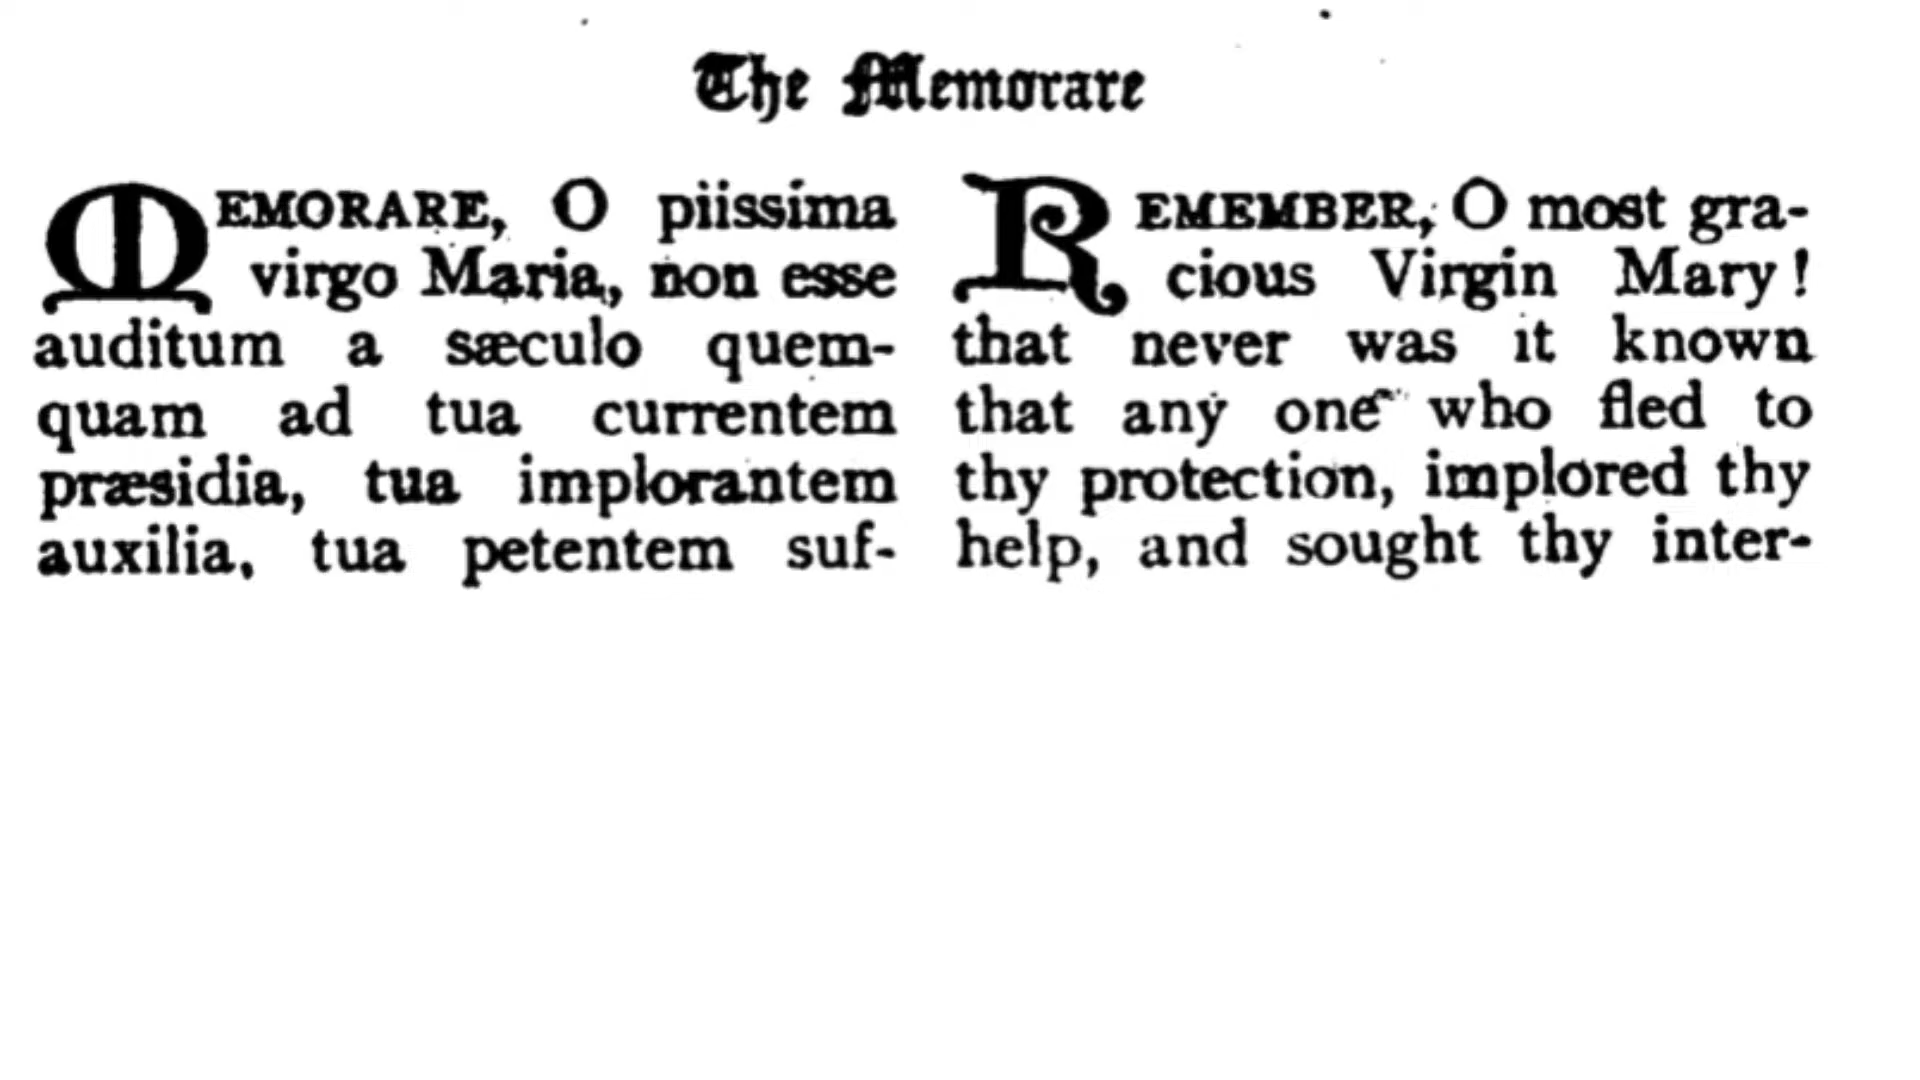 The Memorare
MEMORARE, O piissima
virgo Maria, non esse
auditum a sæculo quem-
quam ad tua currentem
præsidia, tua implorantem
auxilia, tua petentem suf-
REMEMBER, O most gra-
cious Virgin Mary!
that never was it known
that any one who fled to
thy protection, implored thy
help, and sought thy inter-